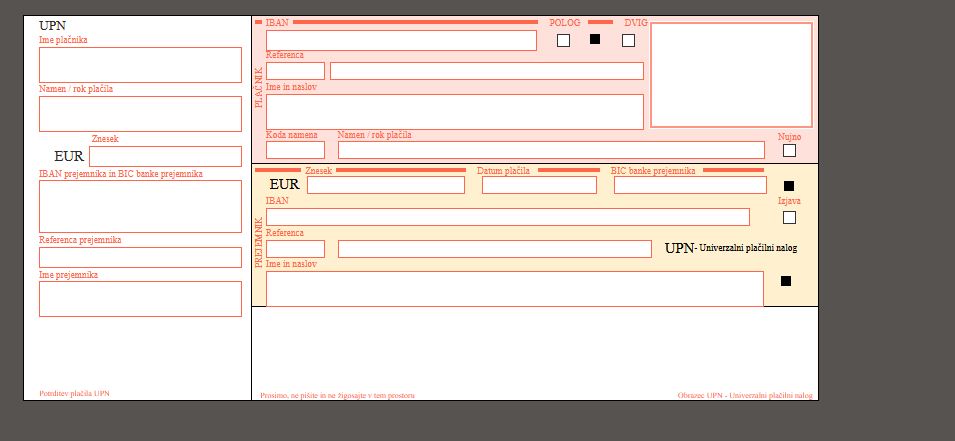 UPN
Ime plačnika
Namen / rok plačila
Znesek
EUR
IBAN prejemnika in BIC banke prejemnika
Referenca prejemnika
Ime prejemnika
Potrditev plačila UPN
IBAN
POLOG
DVIG
Referenca
PLAČNIK
Ime in naslov
Koda namena
Namen / rok plačila
Nujno
Znesek
Datum plačila
BIC banke prejemnika
EUR
IBAN
Izjava
PREJEMNIK
Referenca
UPN- Univerzalni plačilni nalog
Ime in naslov
Prosimo, ne pišite in ne žigosajte v tem prostoru
Obrazec UPN - Univerzalni plačilni nalog